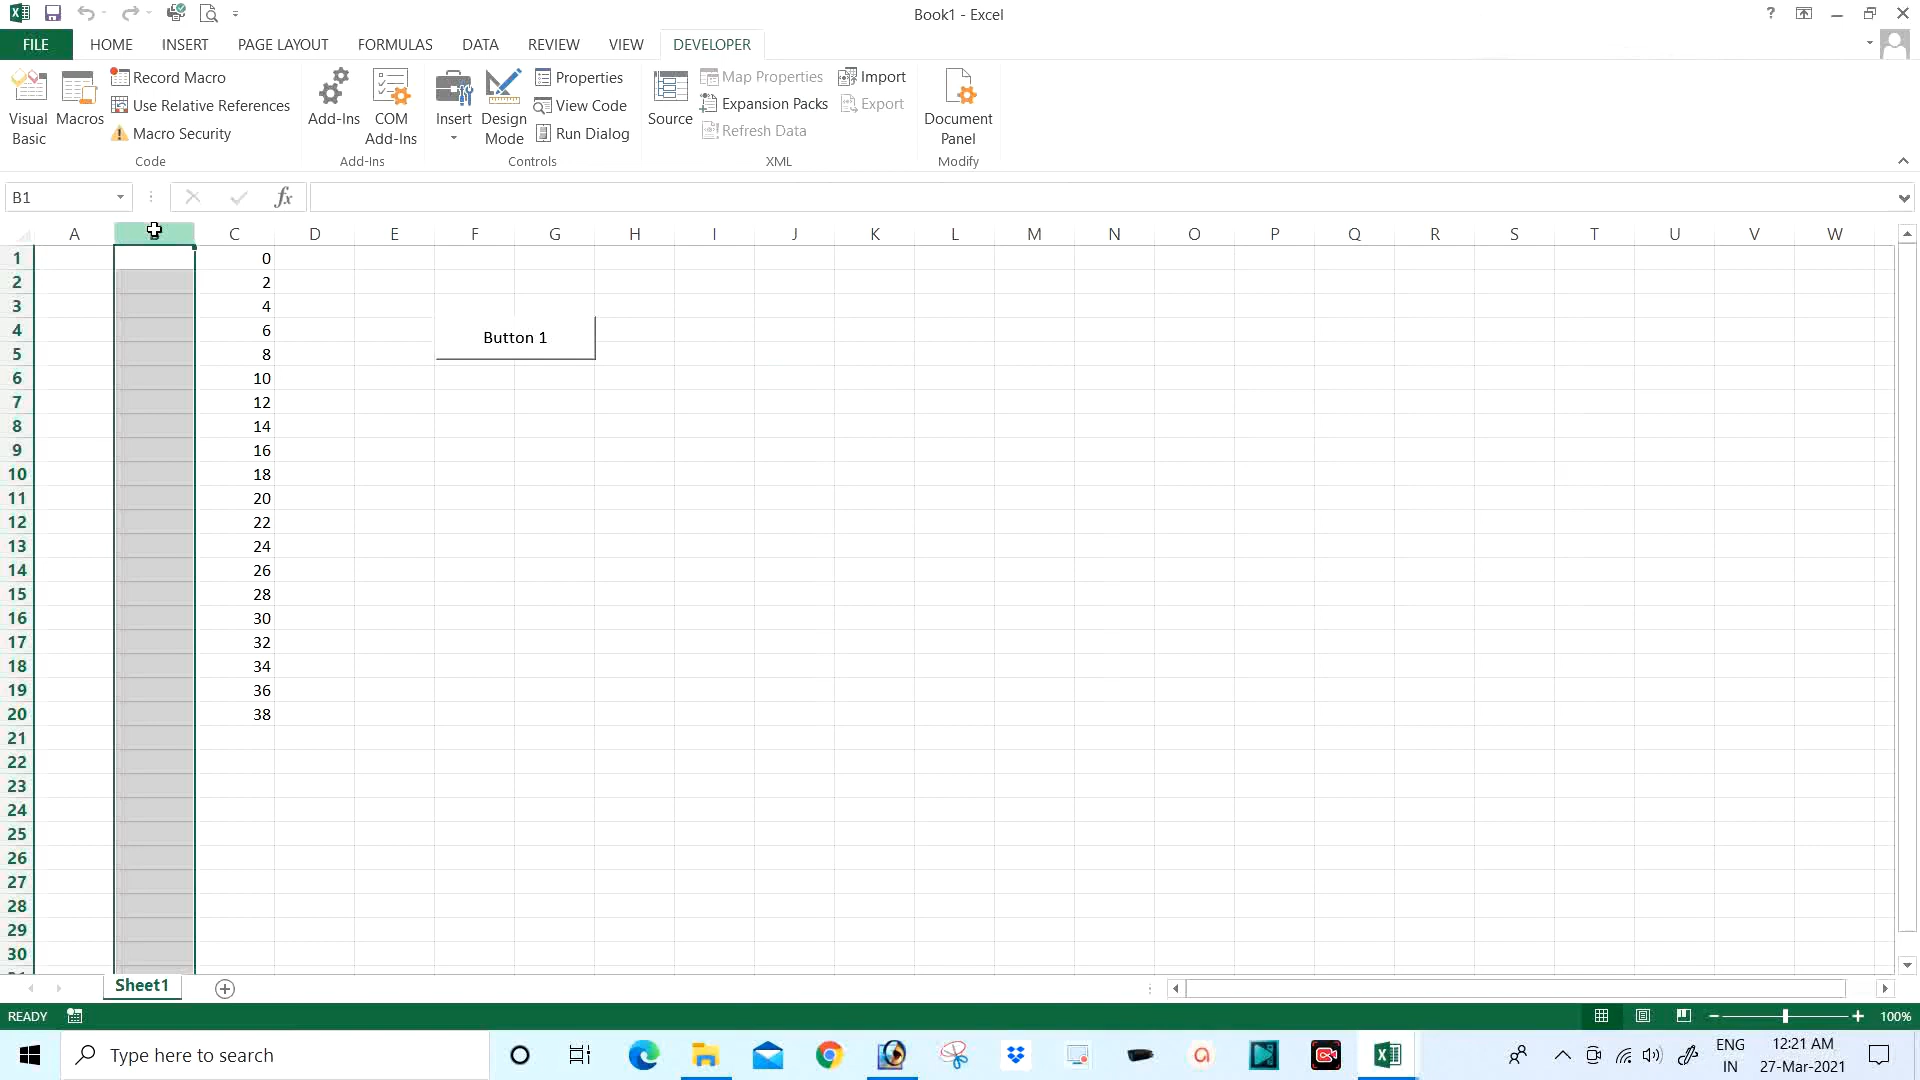 Book1 - Excel
?
FILE HOME INSERT PAGE LAYOUT FORMULAS DATA REVIEW VIEW DEVELOPER
Visual Basic
Macros
Record Macro
Use Relative References
Macro Security
Code
Add-Ins
COM Add-Ins
Add-Ins
Insert
Design Mode
Properties
View Code
Run Dialog
Controls
Source
Map Properties
Expansion Packs
Refresh Data
Import
Export
XML
Document Panel
Modify
B1
fx
A C D E F G H I J K L M N O P Q R S T U V W
1 0
2 2
3 4
4 6
Button 1
5 8
6 10
7 12
8 14
9 16
10 18
11 20
12 22
13 24
14 26
15 28
16 30
17 32
18 34
19 36
20 38
21
22
23
24
25
26
27
28
29
30
Sheet1
READY
100%
Type here to search
ENG
IN
12:21 AM
27-Mar-2021